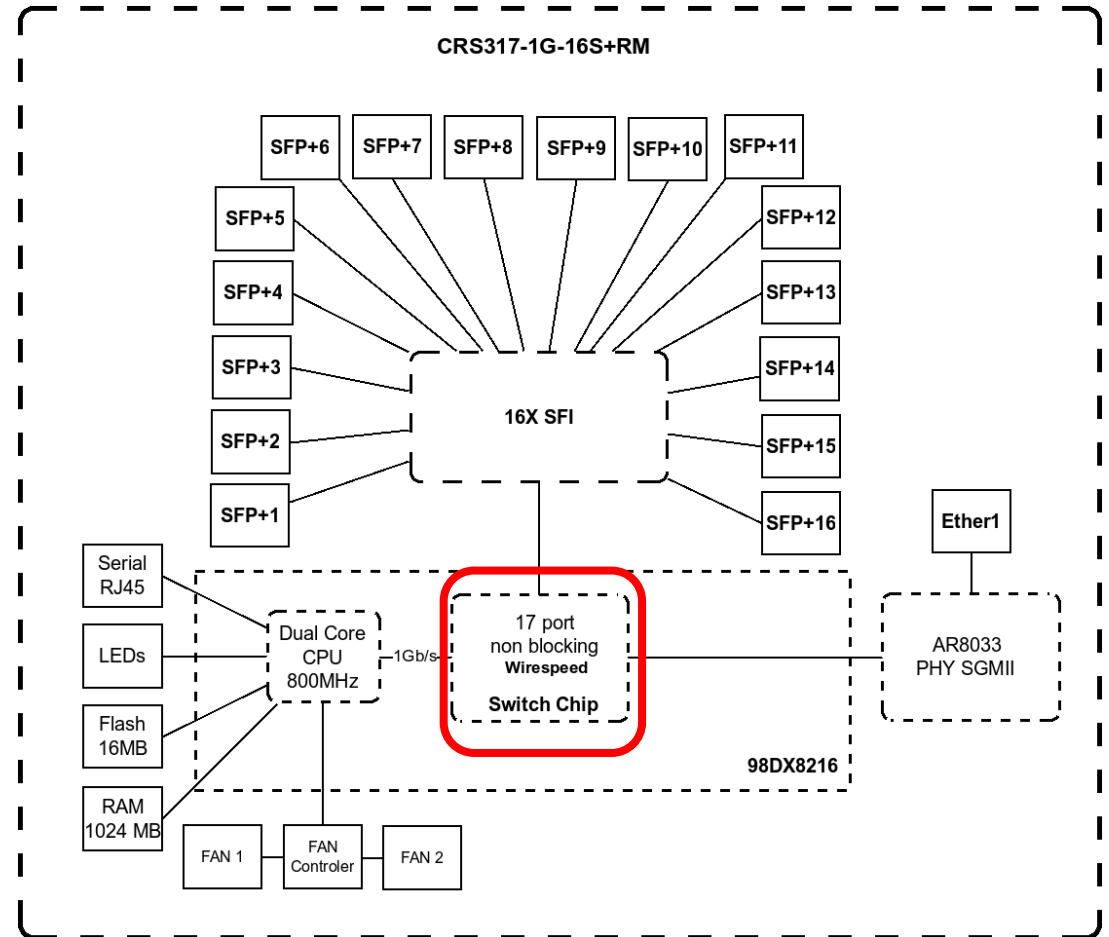 CRS317-1G-16S+RM
SFP+6
SFP+7
SFP+8
SFP+9
SFP+10
SFP+11
SFP+5
SFP+12
SFP+4
SFP+13
SFP+3
SFP+14
16X SFI
SFP+2
SFP+15
SFP+1
SFP+16
Ether1
Serial
RJ45
LEDs
Flash
16MB
RAM
1024 MB
Dual Core
CPU
800MHz
1Gb/s
17 port
non blocking
Wirespeed
Switch Chip
AR8033
PHY SGMII
98DX8216
FAN 1
FAN
Controler
FAN 2